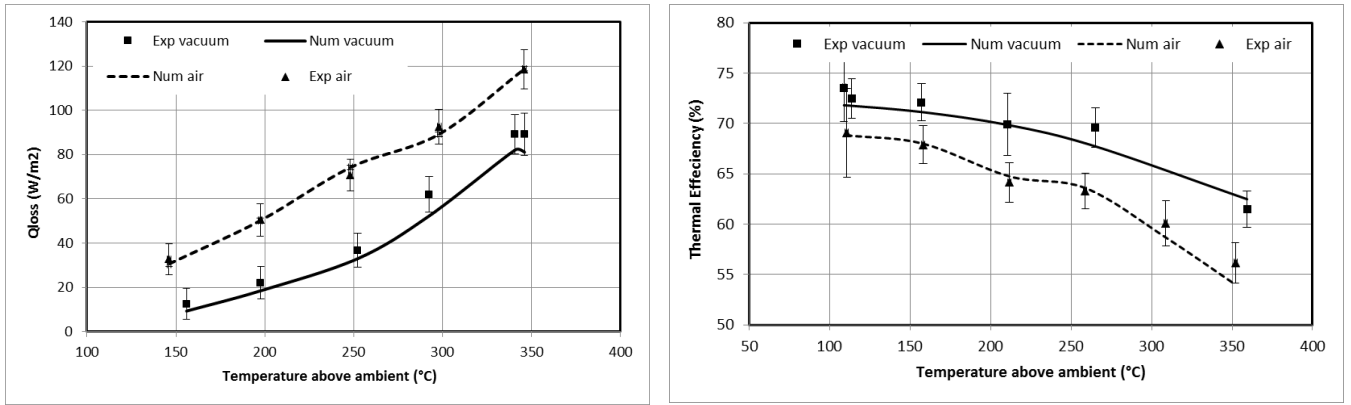 140
120
100
80
60
40
20
0
100 150 200 250 300 350 400
Qloss (W/m2)
Temperature above ambient (°C)
Exp vacuum Num vacuum
Num air Exp air
75
70
65
60
55
50
50 100 150 200 250 300 350 400
Thermal Effeciency (%)
Temperature above ambient (°C)
Exp vacuum Num vacuum Num air Exp air